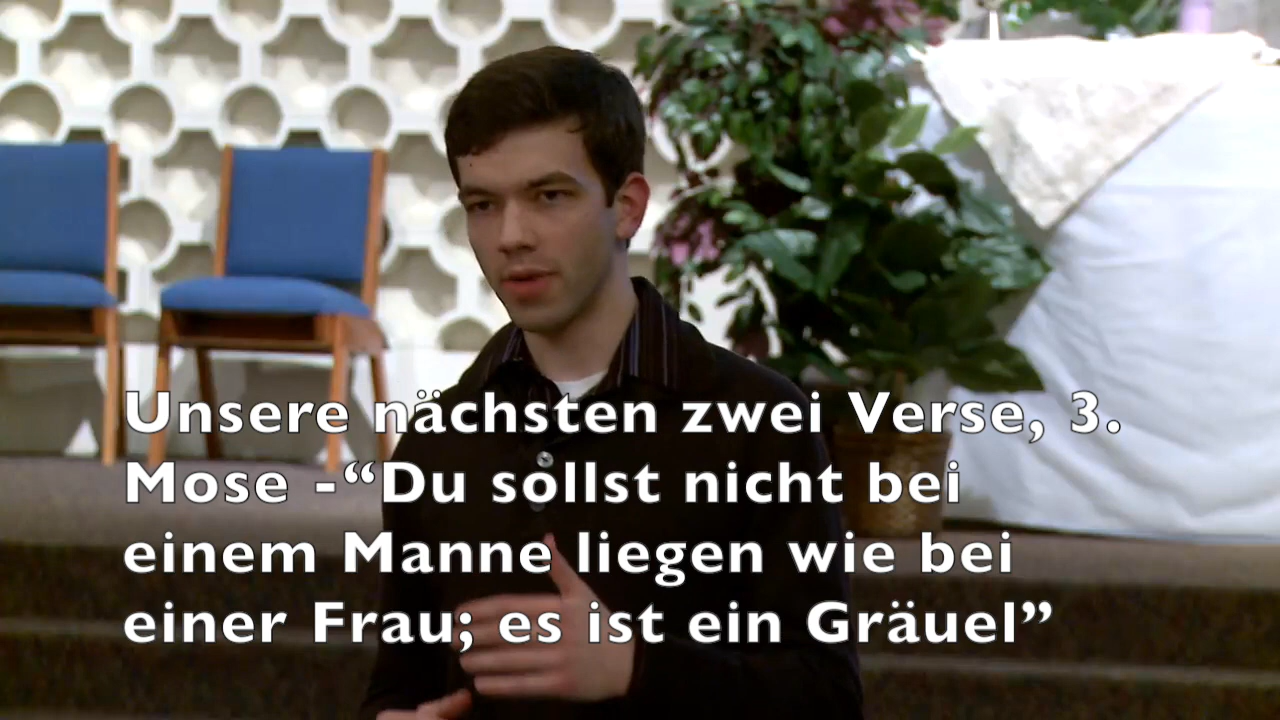 Unsere nächsten zwei Verse, 3.
Mose -“Du sollst nicht bei
einem Manne liegen wie bei
einer Frau; es ist ein Gräuel”